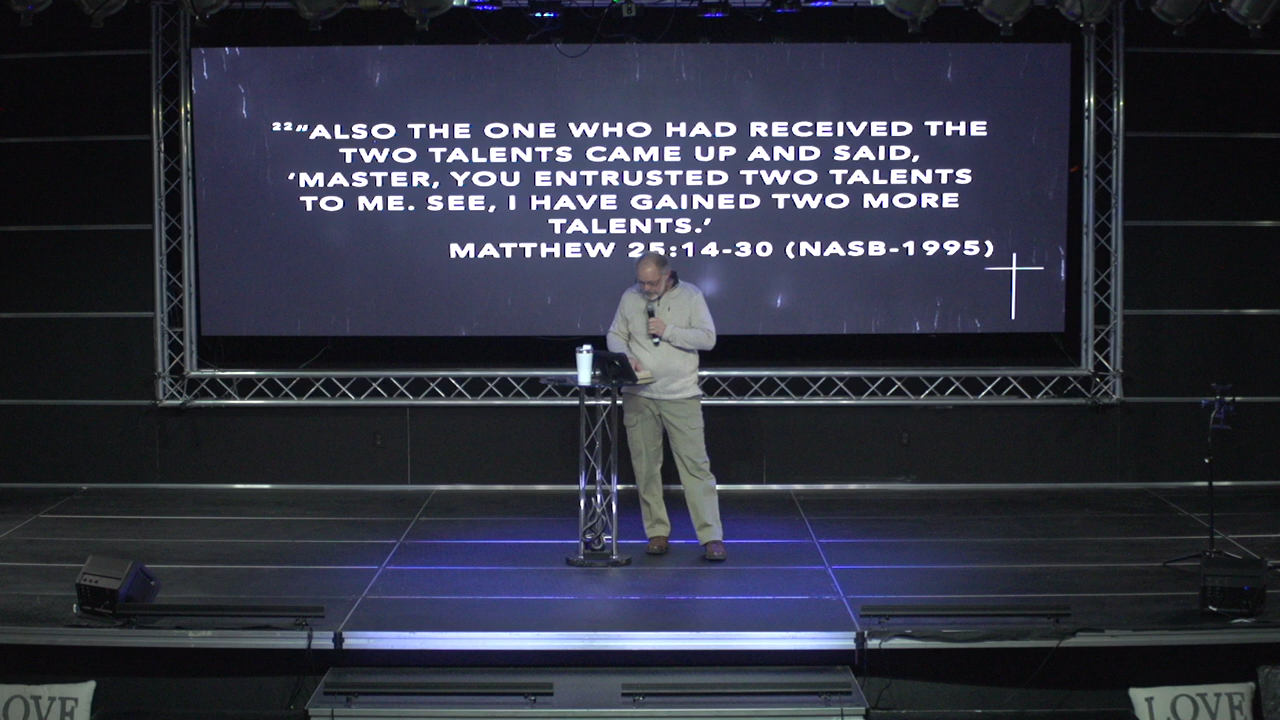 ²²"ALSO THE ONE WHO HAD RECEIVED THE
TWO TALENTS CAME UP AND SAID,
'MASTER, YOU ENTRUSTED TWO TALENTS
TO ME. SEE, I HAVE GAINED TWO MORE
TALENTS.'
MATTHEW 25:14-30 (NASB-1995)
LOVE
LOVE